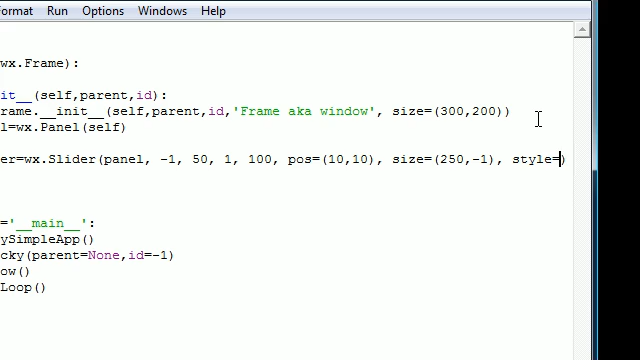 ormat Run Options Windows Help
wx.Frame):
it__(self,parent,id):
rame.__init__(self,parent,id,'Frame aka window', size=(300,200))
l=wx.Panel(self)
er=wx.Slider(panel, -1, 50, 1, 100, pos=(10,10), size=(250,-1), style=)
='__main__':
ySimpleApp()
cky(parent=None,id=-1)
ow()
Loop()